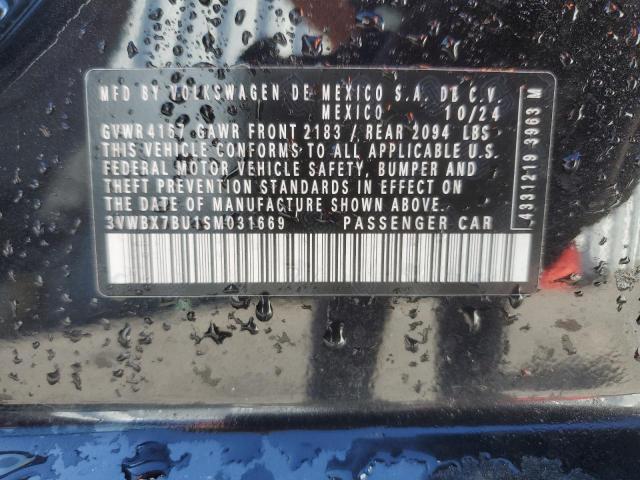 MFD BY VOLKSWAGEN DE MEXICO S.A. DE C.V.
MEXICO 10/24
GVWR 4167 GAWR FRONT 2183 / REAR 2094 LBS
THIS VEHICLE CONFORMS TO ALL APPLICABLE U.S.
FEDERAL MOTOR VEHICLE SAFETY, BUMPER AND
THEFT PREVENTION STANDARDS IN EFFECT ON
THE DATE OF MANUFACTURE SHOWN ABOVE.
3VWBX7BU1SM031669 PASSENGER CAR
4331219 3963 M